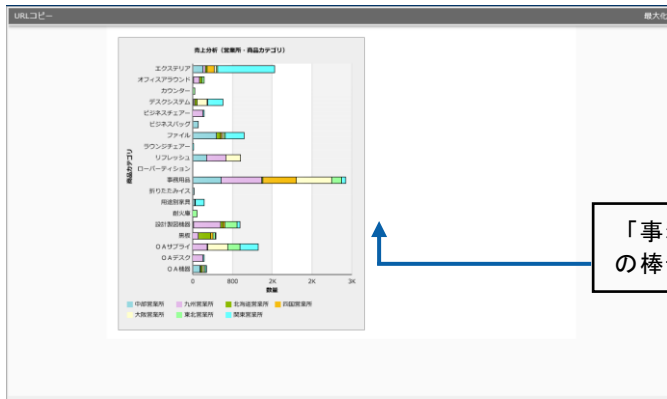 URLコピー
最大化
売上分析（営業所・商品カテゴリ）
商品カテゴリ
エクステリア
オフィスアラウンド
カウンター
デスクシステム
ビジネスチェアー
ビジネスバッグ
ファイル
ラウンジチェアー
リフレッシュ
ローパーティション
事務用品
折りたたみイス
用途別家具
耐火庫
設計製図機器
黒板
OAサプライ
OAデスク
OA機器
0 800 2K 2K 3K
数量
中部営業所 九州営業所 北海道営業所 四国営業所
大阪営業所 東北営業所 関東営業所
「事
の棒